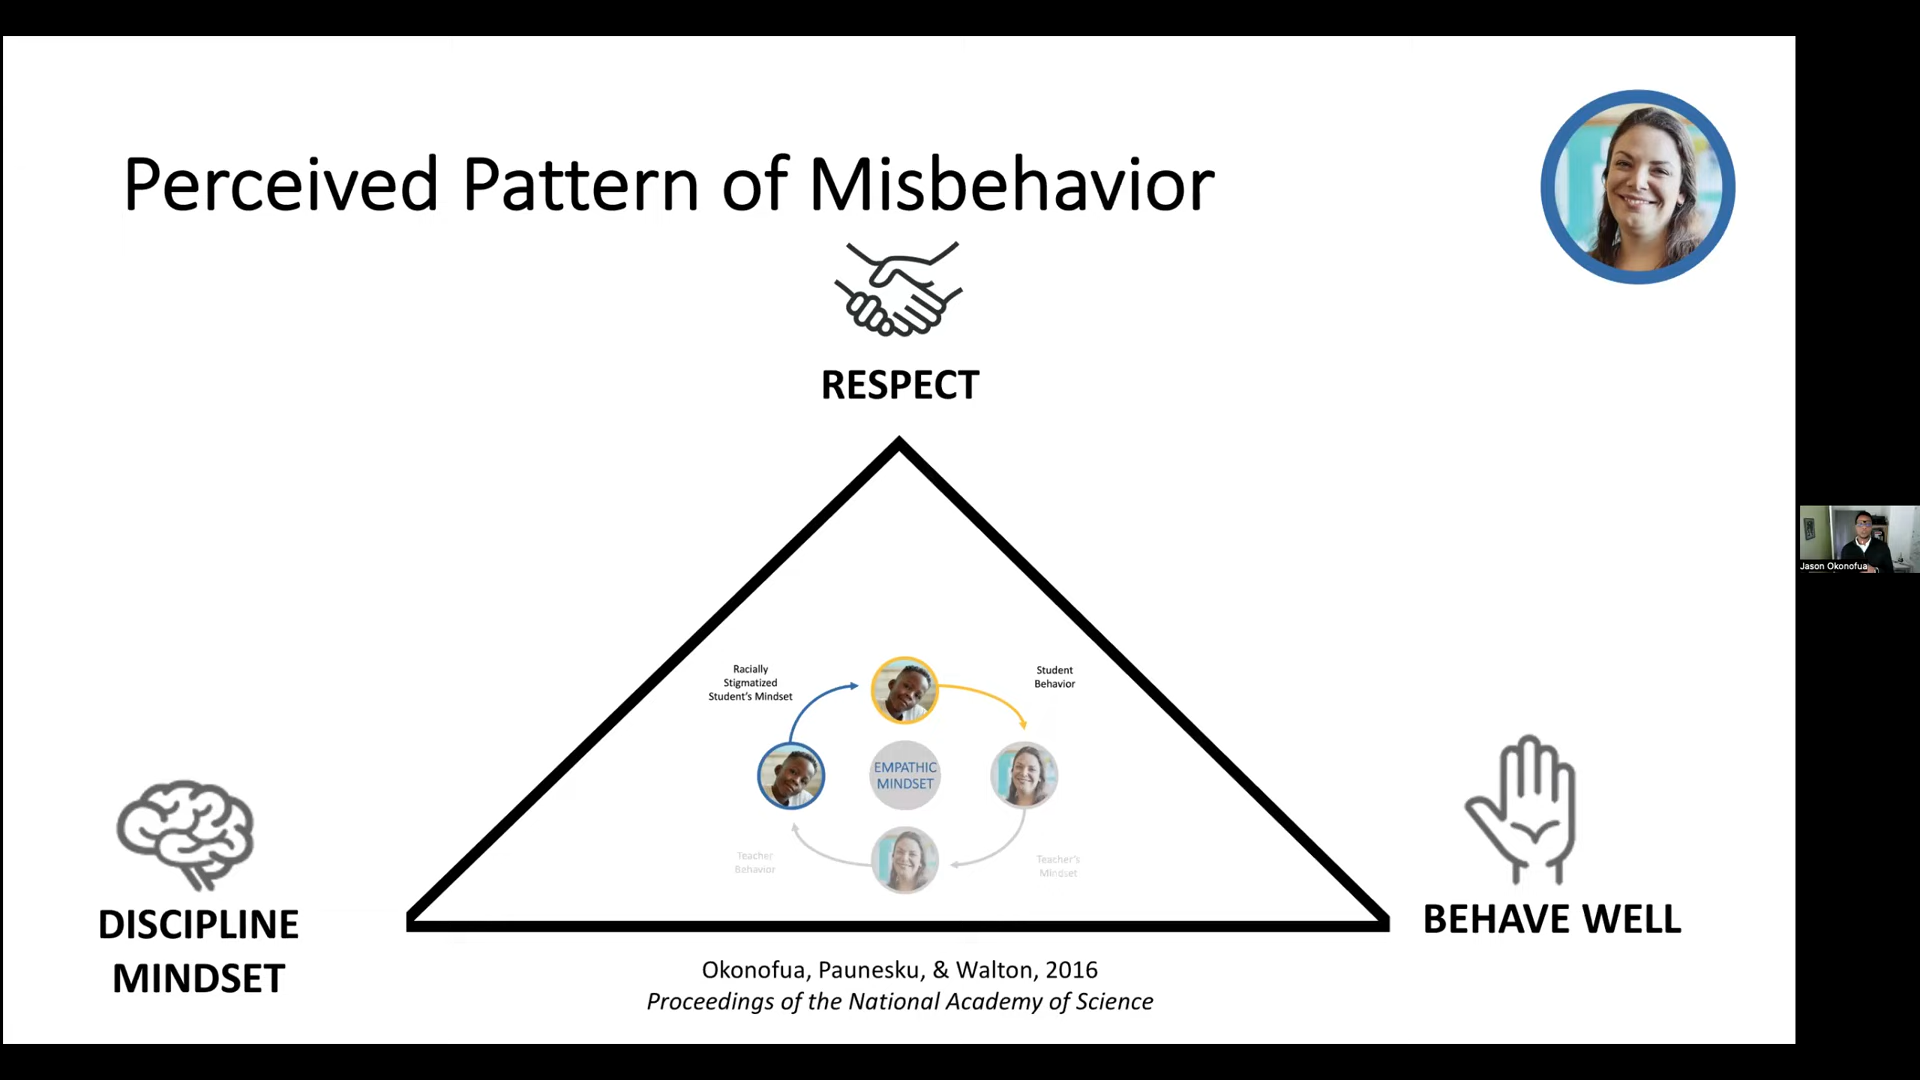 Perceived Pattern of Misbehavior
RESPECT
Racially
Stigmatized
Student's Mindset
Student
Behavior
EMPATHIC
MINDSET
Teacher
Behavior
Teacher's
Mindset
DISCIPLINE
MINDSET
BEHAVE WELL
Okonofua, Paunesku, & Walton, 2016
Proceedings of the National Academy of Science
Jason Okonofua